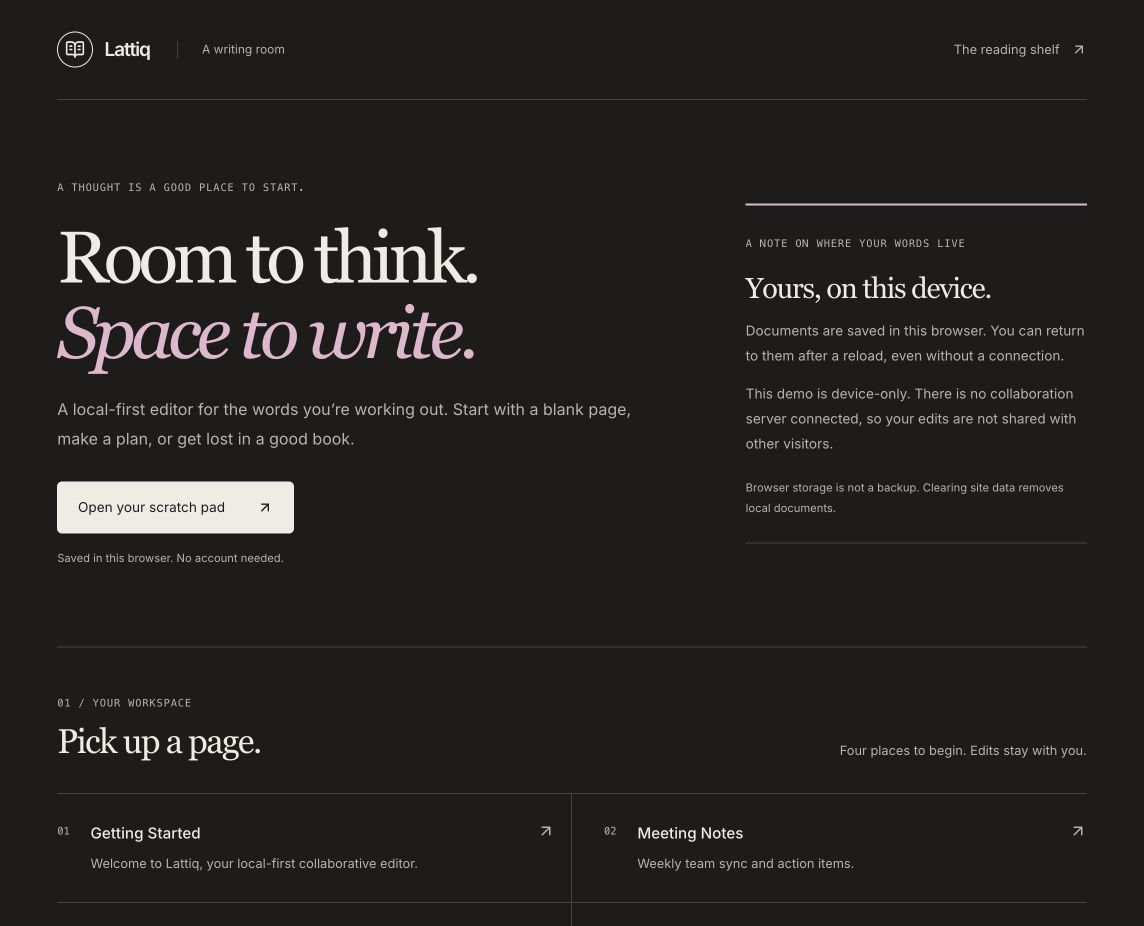 Lattiq
A writing room
The reading shelf
A THOUGHT IS A GOOD PLACE TO START.
Room to think.
Space to write.
A local-first editor for the words you’re working out. Start with a blank page,
make a plan, or get lost in a good book.
Open your scratch pad
Saved in this browser. No account needed.
A NOTE ON WHERE YOUR WORDS LIVE
Yours, on this device.
Documents are saved in this browser. You can return
to them after a reload, even without a connection.
This demo is device-only. There is no collaboration
server connected, so your edits are not shared with
other visitors.
Browser storage is not a backup. Clearing site data removes
local documents.
01 / YOUR WORKSPACE
Pick up a page.
Four places to begin. Edits stay with you.
01
Getting Started
Welcome to Lattiq, your local-first collaborative editor.
02
Meeting Notes
Weekly team sync and action items.